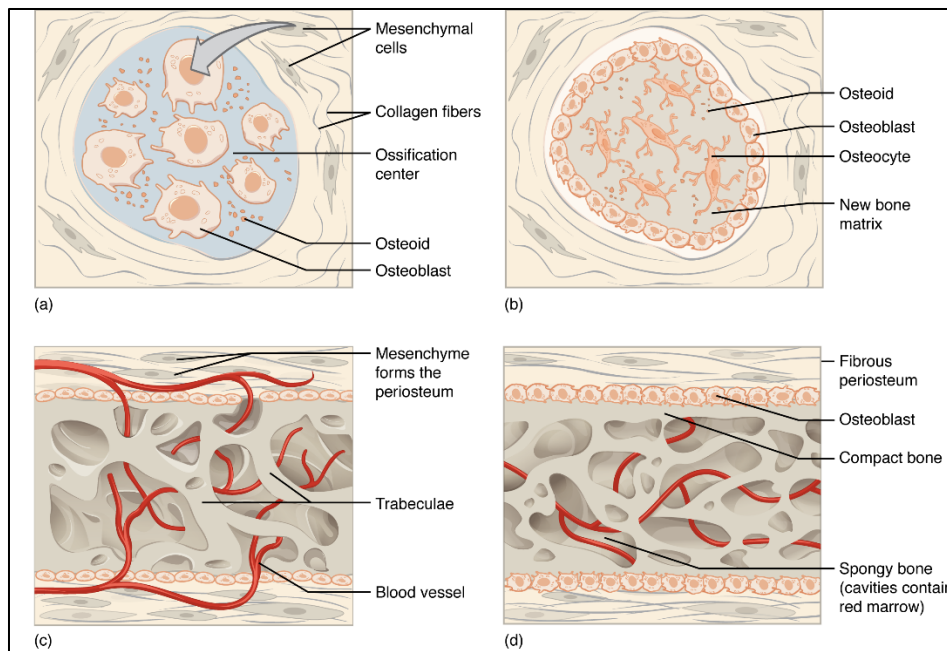 Mesenchymal
cells
Collagen fibers
Ossification
center
Osteoid
Osteoblast
(a)
Osteoid
Osteoblast
Osteocyte
New bone
matrix
(b)
Mesenchyme
forms the
periosteum
Trabeculae
Blood vessel
(c)
Fibrous
periosteum
Osteoblast
Compact bone
Spongy bone
(cavities contain
red marrow)
(d)